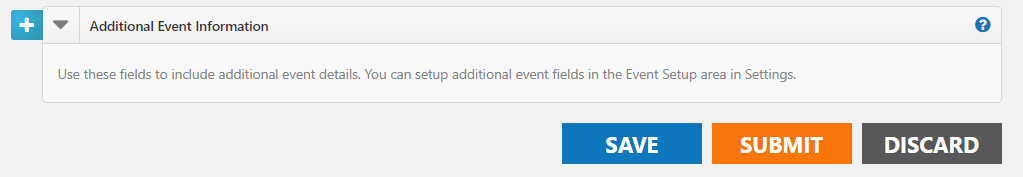 Additional Event Information
Use these fields to include additional event details. You can setup additional event fields in the Event Setup area in Settings.
SAVE
SUBMIT
DISCARD